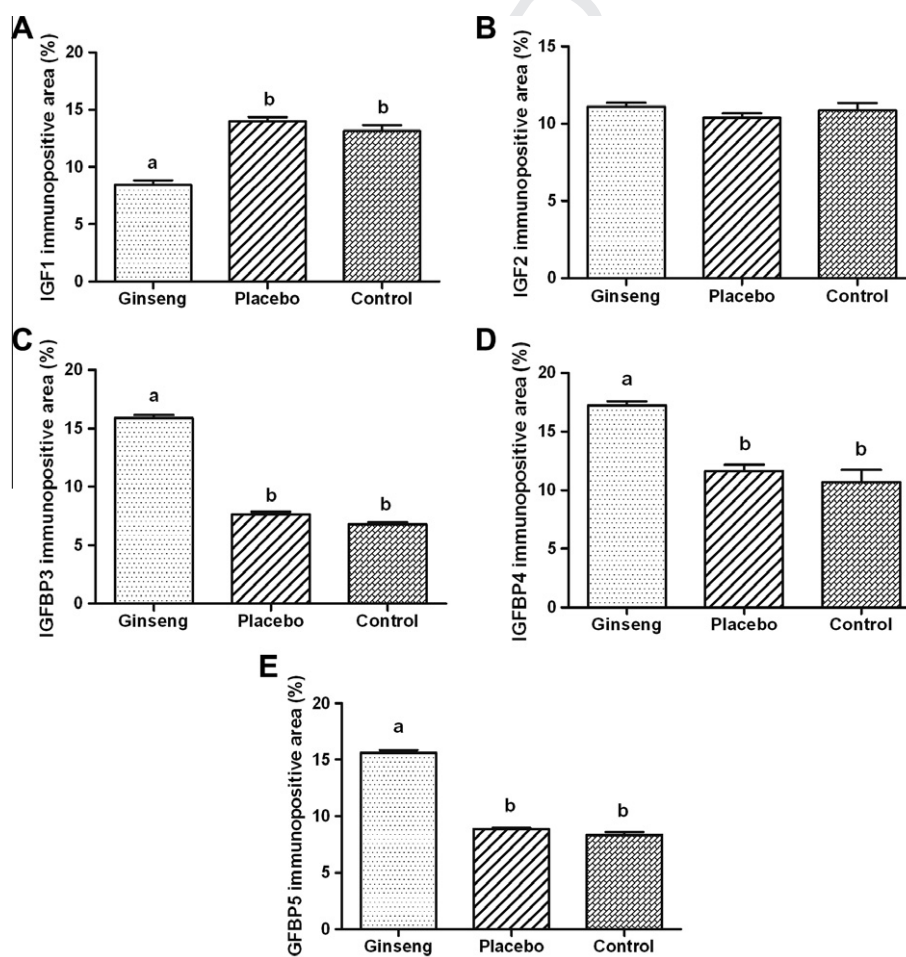 A
IGF1 immunopositive area (%)
20
15
10
5
0
a
b
b
Ginseng Placebo Control
B
IGF2 immunopositive area (%)
15
10
5
0
Ginseng Placebo Control
C
IGFBP3 immunopositive area (%)
20
15
10
5
0
a
b
b
Ginseng Placebo Control
D
IGFBP4 immunopositive area (%)
20
15
10
5
0
a
b
b
Ginseng Placebo Control
E
GFBP5 immunopositive area (%)
20
15
10
5
0
a
b
b
Ginseng Placebo Control